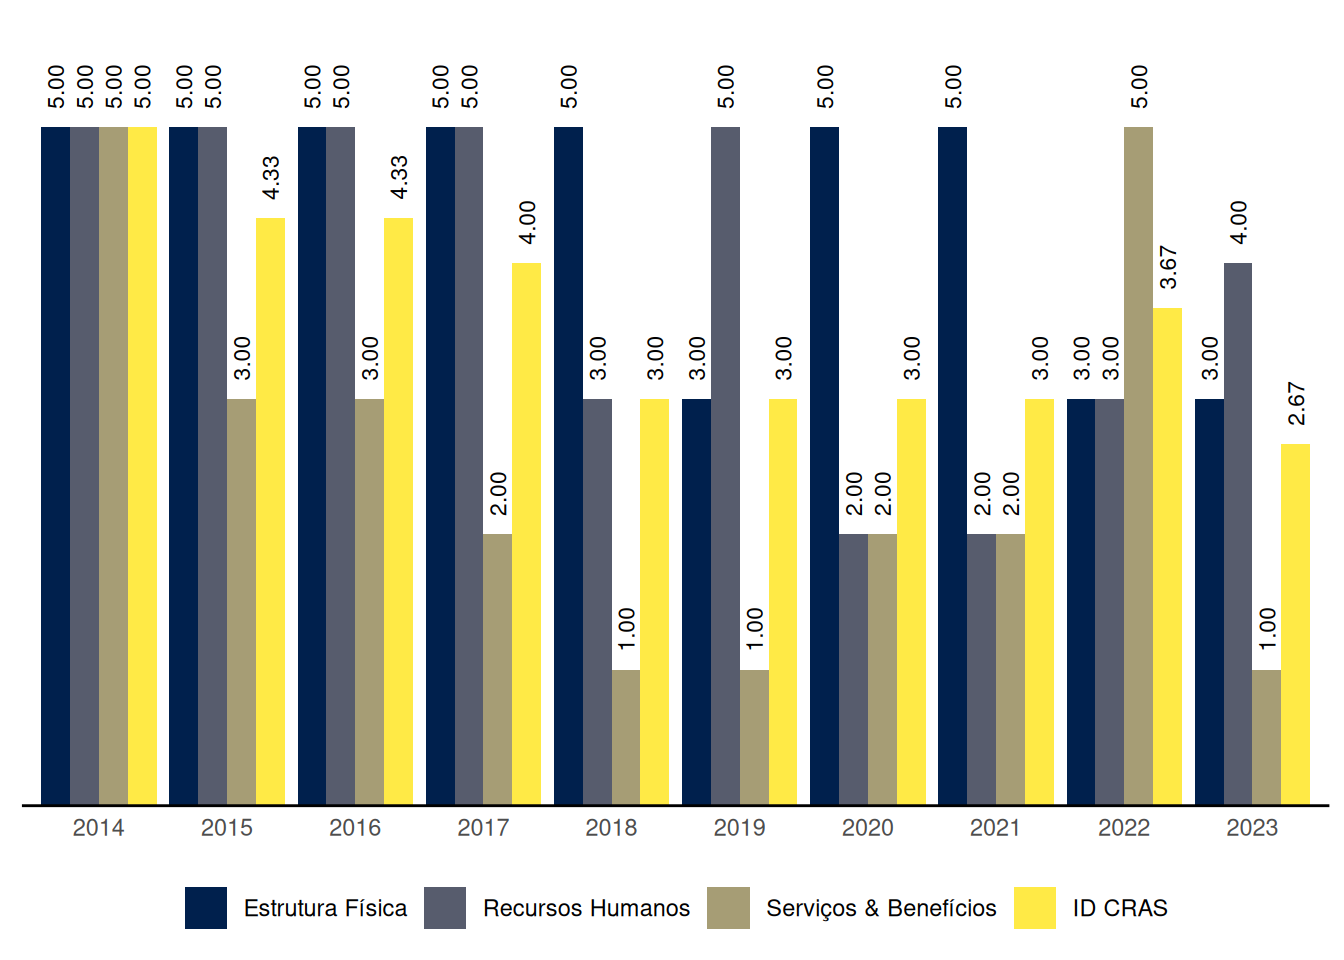 5.00 5.00 5.00 5.00 5.00 5.00 3.00 4.33 5.00 5.00 3.00 4.33 5.00 5.00 2.00 4.00 5.00 3.00 1.00 3.00 3.00 5.00 1.00 3.00 5.00 2.00 2.00 3.00 5.00 2.00 2.00 3.00 3.00 3.00 5.00 3.67 3.00 4.00 1.00 2.67
2014 2015 2016 2017 2018 2019 2020 2021 2022 2023
Estrutura Física Recursos Humanos Serviços & Benefícios ID CRAS